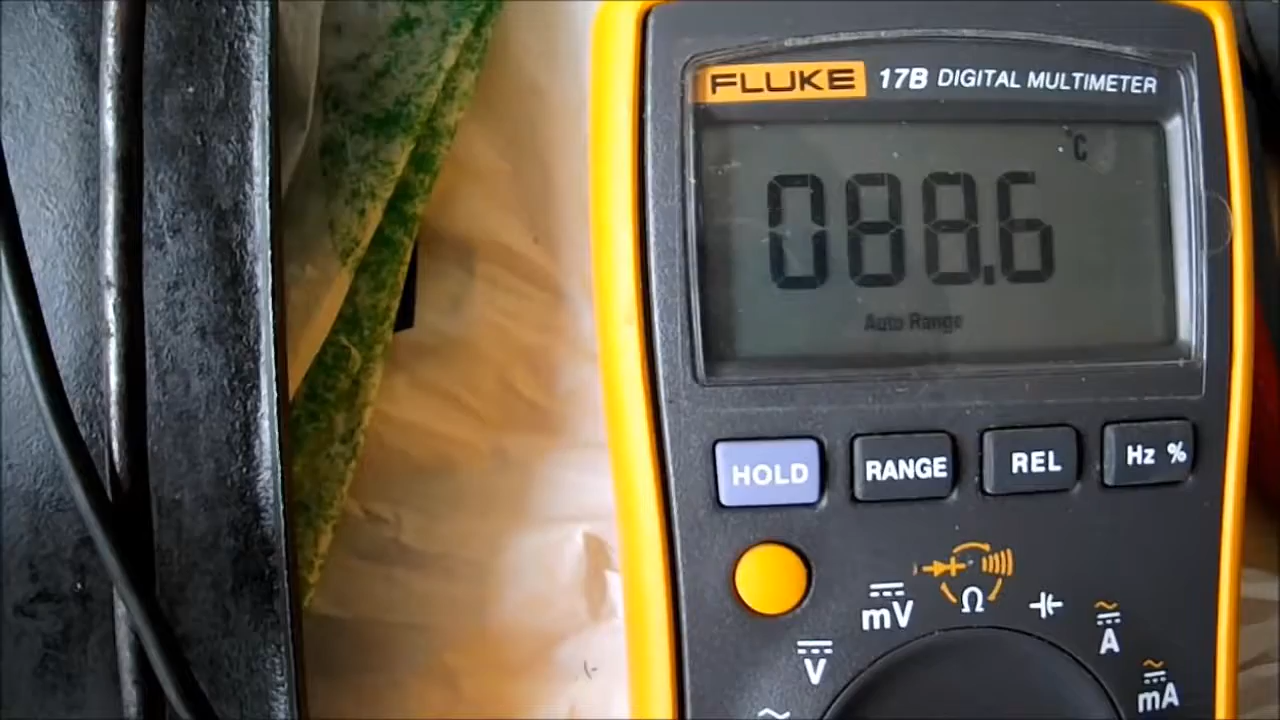 FLUKE 17B DIGITAL MULTIMETER
°C
088.6
Auto Range
HOLD RANGE REL Hz %
mV Ω A
V mA